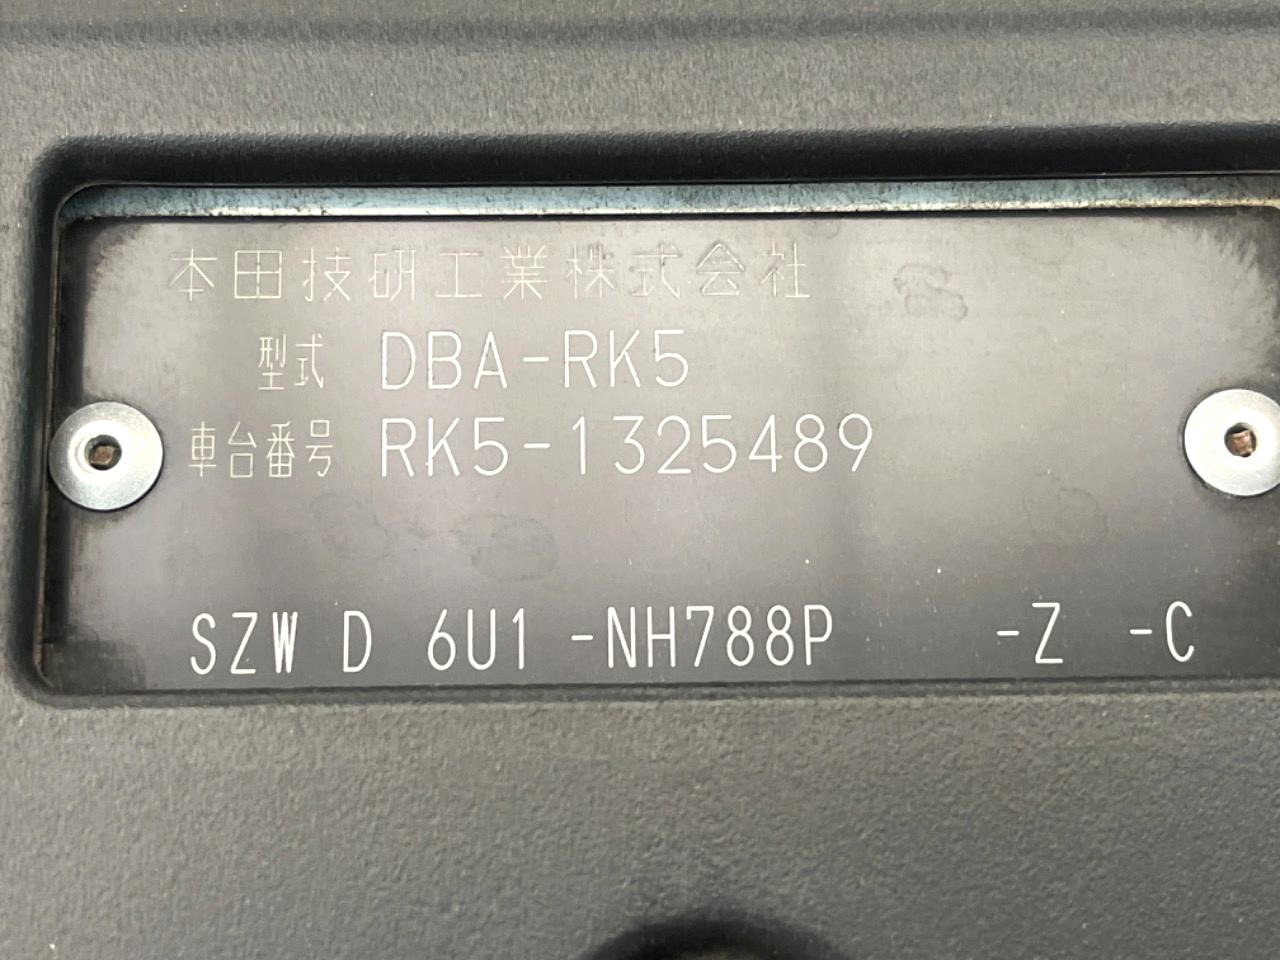 本田技研工業株式会社
型式 DBA-RK5
車台番号 RK5-1325489
SZW D 6U1 -NH788P -Z -C